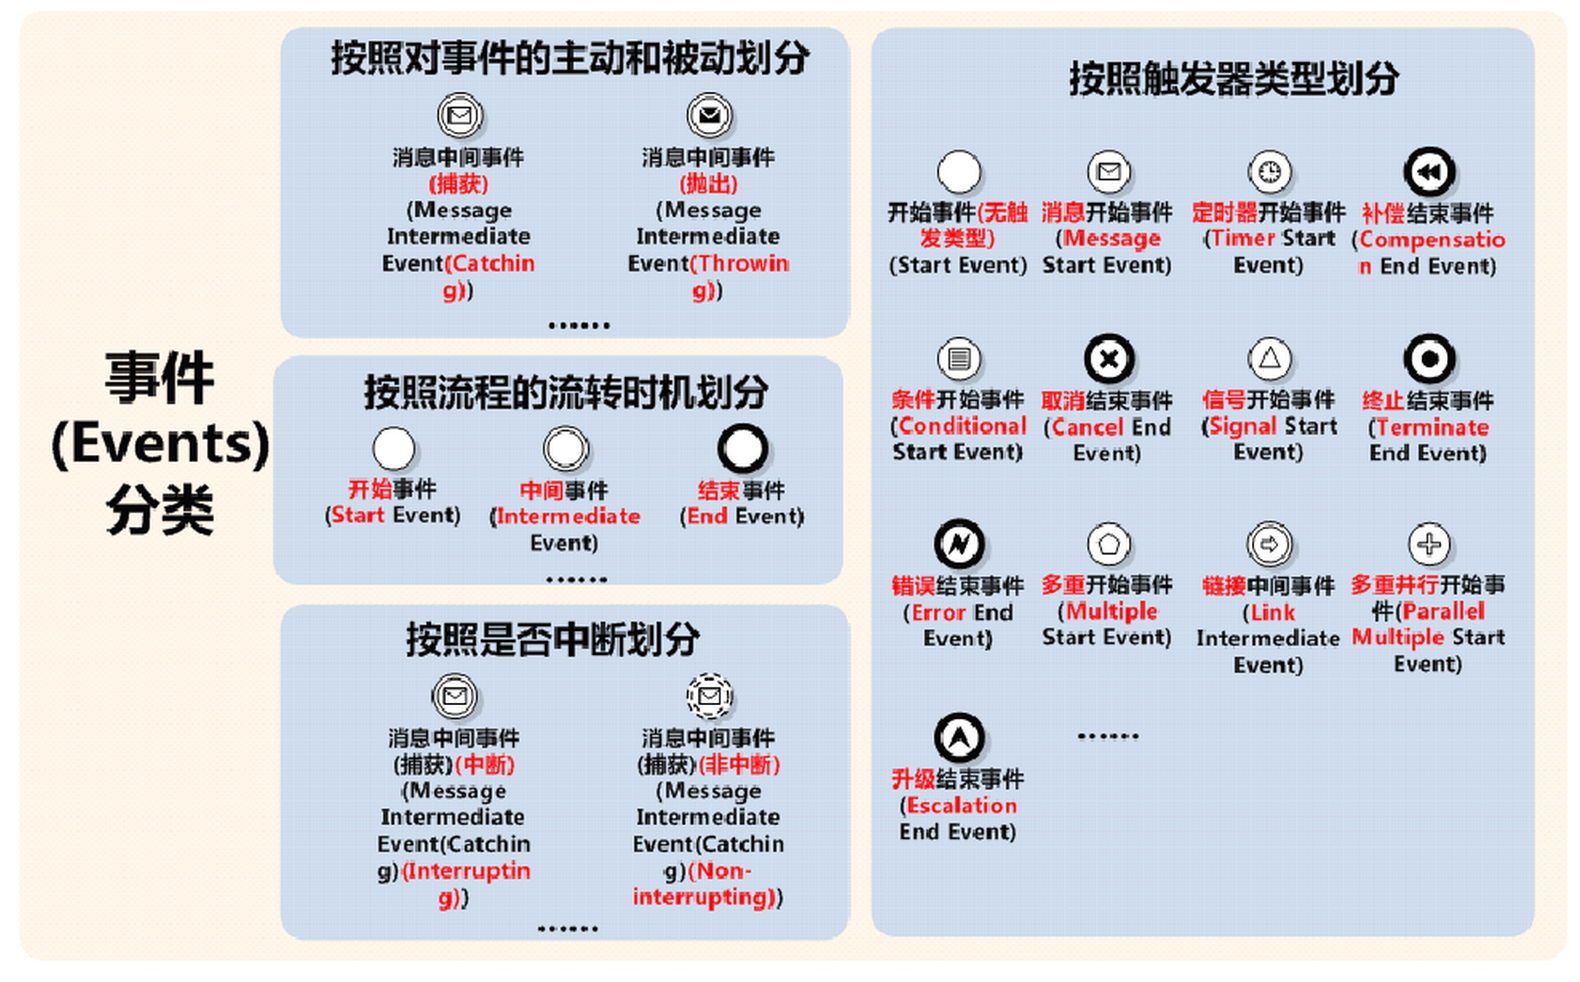 事件
(Events)
分类
按照对事件的主动和被动划分
消息中间事件
(捕获)
(Message
Intermediate
Event(Catchin
g))
消息中间事件
(抛出)
(Message
Intermediate
Event(Throwin
g))
......
按照流程的流转时机划分
开始事件
(Start Event)
中间事件
(Intermediate
Event)
结束事件
(End Event)
......
按照是否中断划分
消息中间事件
(捕获)(中断)
(Message
Intermediate
Event(Catchin
g)(Interruptin
g))
消息中间事件
(捕获)(非中断)
(Message
Intermediate
Event(Catchin
g)(Non-
interrupting))
......
按照触发器类型划分
开始事件(无触
发类型)
(Start Event)
消息开始事件
(Message
Start Event)
定时器开始事件
(Timer Start
Event)
补偿结束事件
(Compensatio
n End Event)
条件开始事件
(Conditional
Start Event)
取消结束事件
(Cancel End
Event)
信号开始事件
(Signal Start
Event)
终止结束事件
(Terminate
End Event)
错误结束事件
(Error End
Event)
多重开始事件
(Multiple
Start Event)
链接中间事件
(Link
Intermediate
Event)
多重并行开始事
件(Parallel
Multiple Start
Event)
升级结束事件
(Escalation
End Event)
......